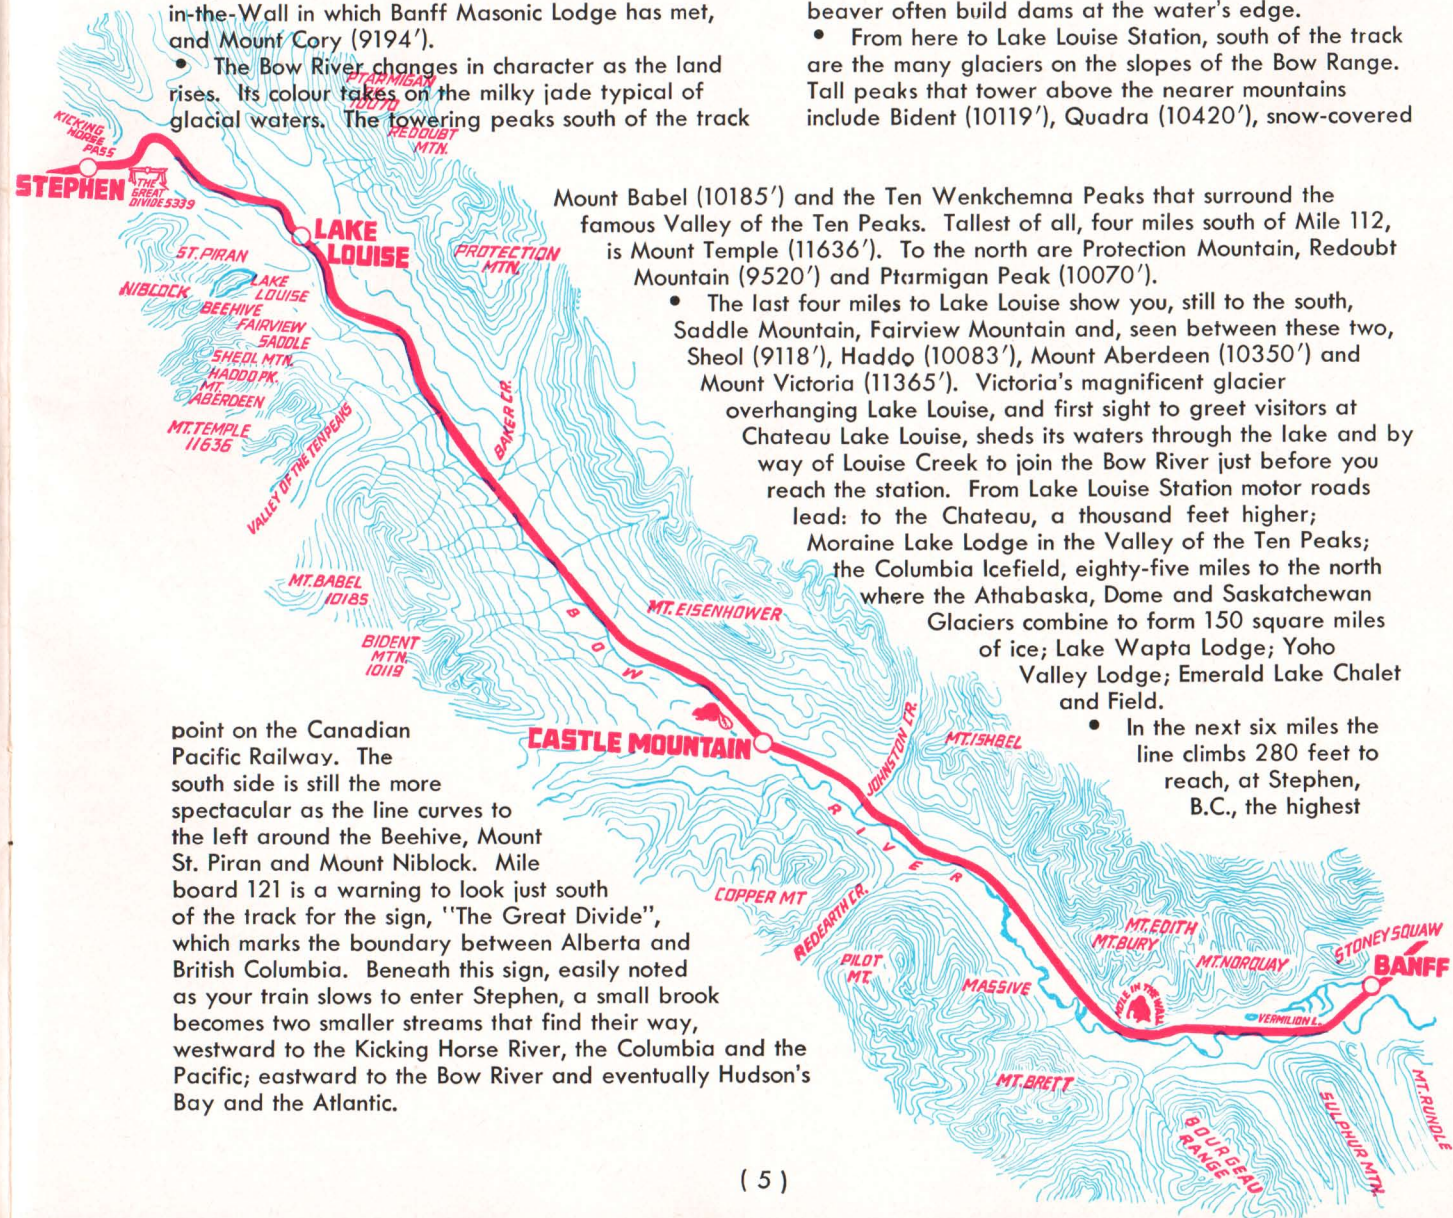 in-the-Wall in which Banff Masonic Lodge has met,
and Mount Cory (9194′).
• The Bow River changes in character as the land
rises. Its colour takes on the milky jade typical of
glacial waters. The towering peaks south of the track
beaver often build dams at the water's edge.
• From here to Lake Louise Station, south of the track
are the many glaciers on the slopes of the Bow Range.
Tall peaks that tower above the nearer mountains
include Bident (10119′), Quadra (10420′), snow-covered
Mount Babel (10185′) and the Ten Wenkchemna Peaks that surround the
famous Valley of the Ten Peaks. Tallest of all, four miles south of Mile 112,
is Mount Temple (11636′). To the north are Protection Mountain, Redoubt
Mountain (9520′) and Ptarmigan Peak (10070′).
• The last four miles to Lake Louise show you, still to the south,
Saddle Mountain, Fairview Mountain and, seen between these two,
Sheol (9118′), Haddo (10083′), Mount Aberdeen (10350′) and
Mount Victoria (11365′). Victoria's magnificent glacier
overhanging Lake Louise, and first sight to greet visitors at
Chateau Lake Louise, sheds its waters through the lake and by
way of Louise Creek to join the Bow River just before you
reach the station. From Lake Louise Station motor roads
lead: to the Chateau, a thousand feet higher;
Moraine Lake Lodge in the Valley of the Ten Peaks;
the Columbia Icefield, eighty-five miles to the north
where the Athabaska, Dome and Saskatchewan
Glaciers combine to form 150 square miles
of ice; Lake Wapta Lodge; Yoho
Valley Lodge; Emerald Lake Chalet
and Field.
• In the next six miles the
line climbs 280 feet to
reach, at Stephen,
B.C., the highest
point on the Canadian
Pacific Railway. The
south side is still the more
spectacular as the line curves to
the left around the Beehive, Mount
St. Piran and Mount Niblock. Mile
board 121 is a warning to look just south
of the track for the sign, "The Great Divide",
which marks the boundary between Alberta and
British Columbia. Beneath this sign, easily noted
as your train slows to enter Stephen, a small brook
becomes two smaller streams that find their way,
westward to the Kicking Horse River, the Columbia and the
Pacific; eastward to the Bow River and eventually Hudson's
Bay and the Atlantic.
PTARMIGAN
10070
REDOUBT
MTN.
KICKING
HORSE
PASS
STEPHEN
THE
GREAT
DIVIDE 5339
LAKE
LOUISE
ST. PIRAN
NIBLOCK
LAKE
LOUISE
BEEHIVE
FAIRVIEW
SADDLE
SHEOL MTN.
HADDO PK.
MT.
ABERDEEN
MT. TEMPLE
11636
VALLEY OF THE TEN PEAKS
PROTECTION
MTN.
BAKER CR.
MT. BABEL
10185
BIDENT
MTN.
10119
MT. EISENHOWER
BOW
CASTLE MOUNTAIN
JOHNSTON CR.
MT. ISHBEL
RIVER
COPPER MT
REDEARTH CR.
PILOT
MT.
MASSIVE
MT. EDITH
MT. BURY
MT. NORQUAY
STONEY SQUAW
BANFF
HOLE IN THE WALL
VERMILION L.
MT. BRETT
BOURGEAU
RANGE
SULPHUR MTN.
MT. RUNDLE
( 5 )